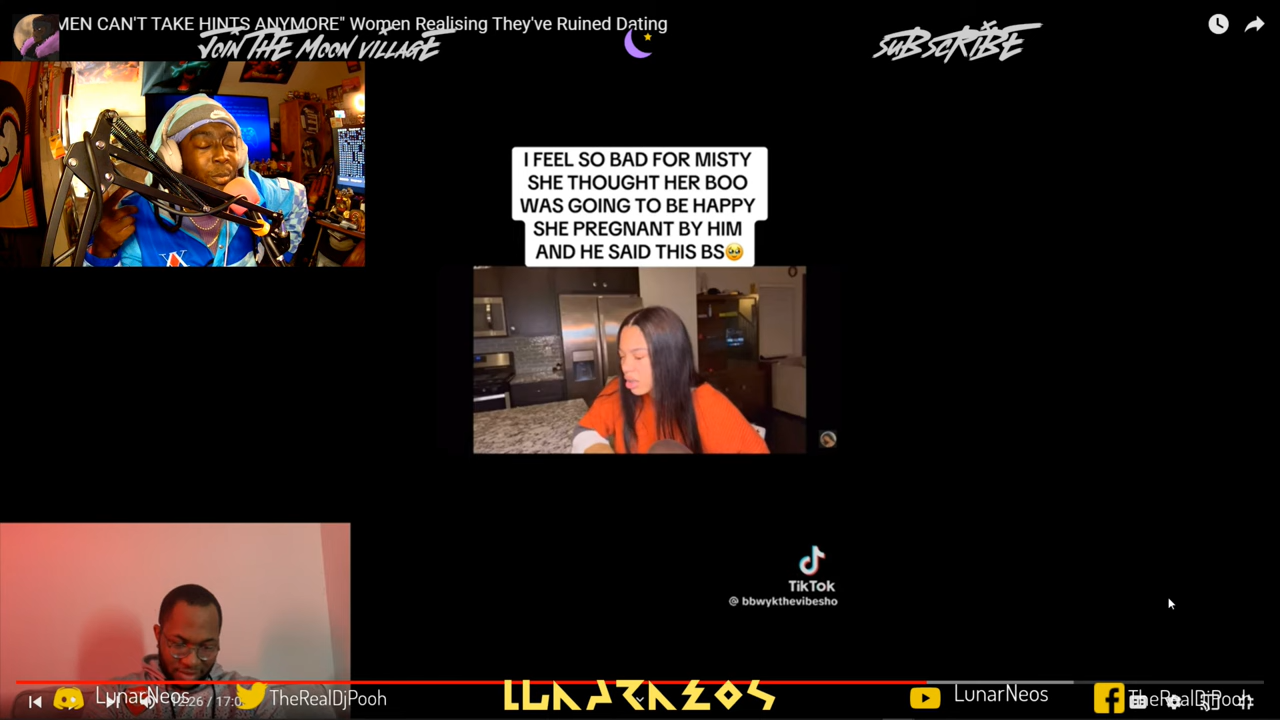 MEN CAN'T TAKE HINTS ANYMORE" Women Realising They've Ruined Dating
JOIN THE MOON VILLAGE
SUBSCRIBE
I FEEL SO BAD FOR MISTY
SHE THOUGHT HER BOO
WAS GOING TO BE HAPPY
SHE PREGNANT BY HIM
AND HE SAID THIS BS🥹
TikTok
@ bbwykthevibesho
LunarNeos
TheRealDjPooh
LUNARNEOS
LunarNeos
TheRealDjPooh